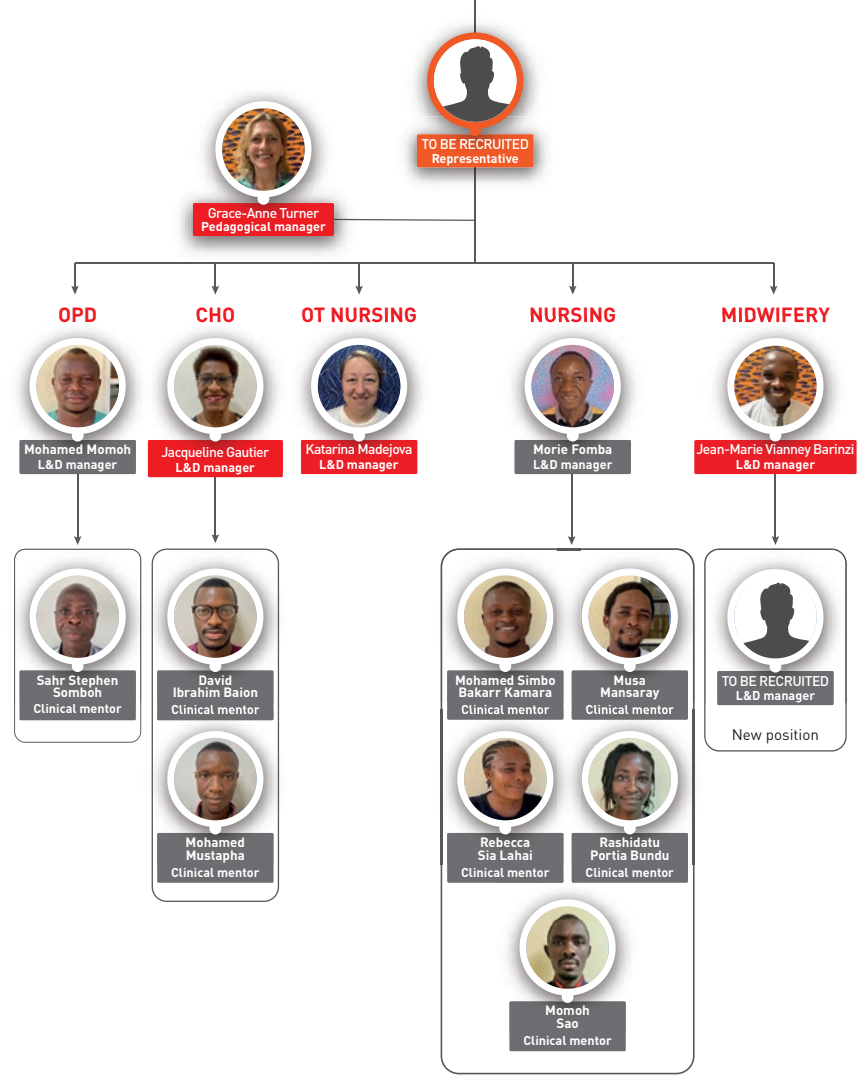 TO BE RECRUITED
Representative
Grace-Anne Turner
Pedagogical manager
OPD
CHO
OT NURSING
NURSING
MIDWIFERY
Mohamed Momoh
L&D manager
Jacqueline Gautier
L&D manager
Katarina Madejova
L&D manager
Morie Fomba
L&D manager
Jean-Marie Vianney Barinzi
L&D manager
Sahr Stephen
Somboh
Clinical mentor
David
Ibrahim Baion
Clinical mentor
Mohamed Simbo
Bakarr Kamara
Clinical mentor
Musa
Mansaray
Clinical mentor
TO BE RECRUITED
L&D manager
New position
Mohamed
Mustapha
Clinical mentor
Rebecca
Sia Lahai
Clinical mentor
Rashidatu
Portia Bundu
Clinical mentor
Momoh
Sao
Clinical mentor